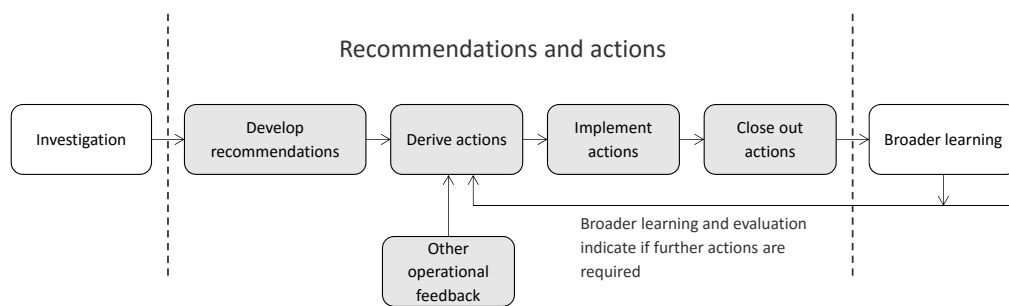 Recommendations and actions
Investigation
Develop
recommendations
Derive actions
Implement
actions
Close out
actions
Broader learning
Other
operational
feedback
Broader learning and evaluation
indicate if further actions are
required